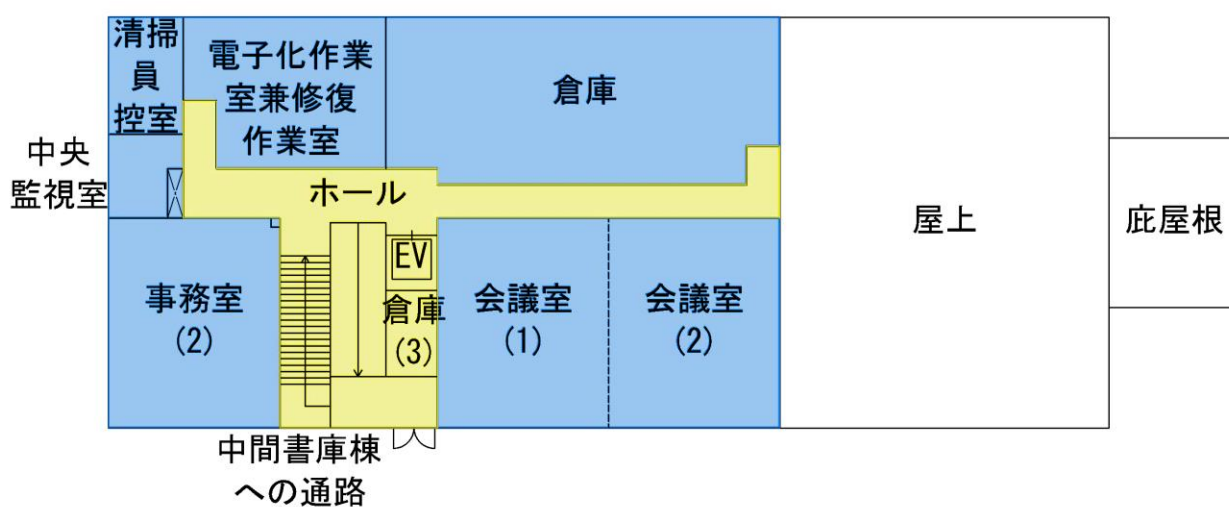 清掃
員
控室
電子化作業
室兼修復
作業室
倉庫
中央
監視室
ホール
屋上
庇屋根
事務室
(2)
EV
倉庫
(3)
会議室
(1)
会議室
(2)
中間書庫棟
への通路